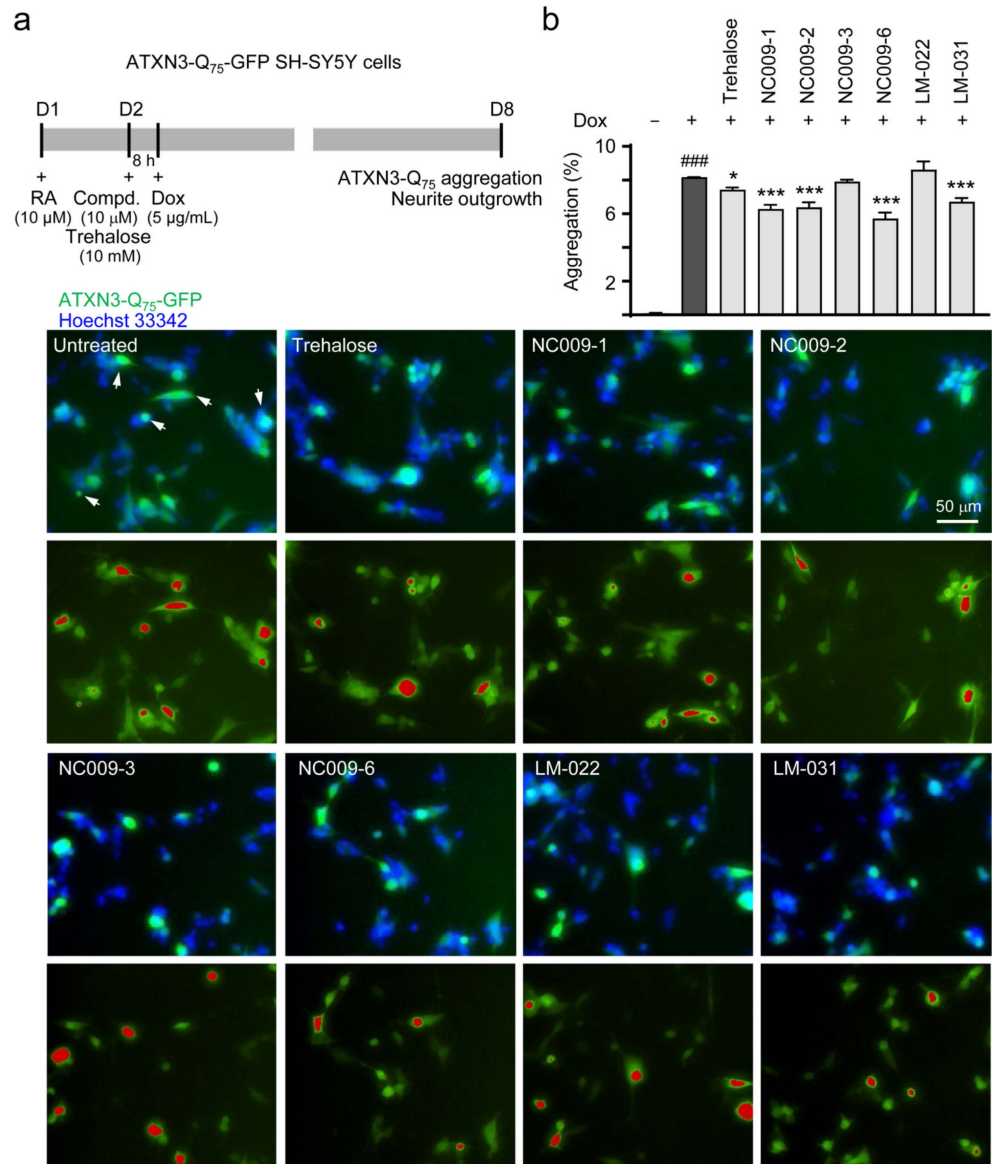 a
ATXN3-Q₇₅-GFP SH-SY5Y cells
D1 D2 D8
8 h
+ + +
RA Compd. Dox
(10 μM) (10 μM) (5 μg/mL)
Trehalose
(10 mM)
ATXN3-Q₇₅ aggregation
Neurite outgrowth
b
Trehalose
NC009-1
NC009-2
NC009-3
NC009-6
LM-022
LM-031
Dox – + + + + + + + +
Aggregation (%)
10
8
6
2
### * *** *** *** ***
ATXN3-Q₇₅-GFP
Hoechst 33342
Untreated
Trehalose
NC009-1
NC009-2
50 μm
NC009-3
NC009-6
LM-022
LM-031